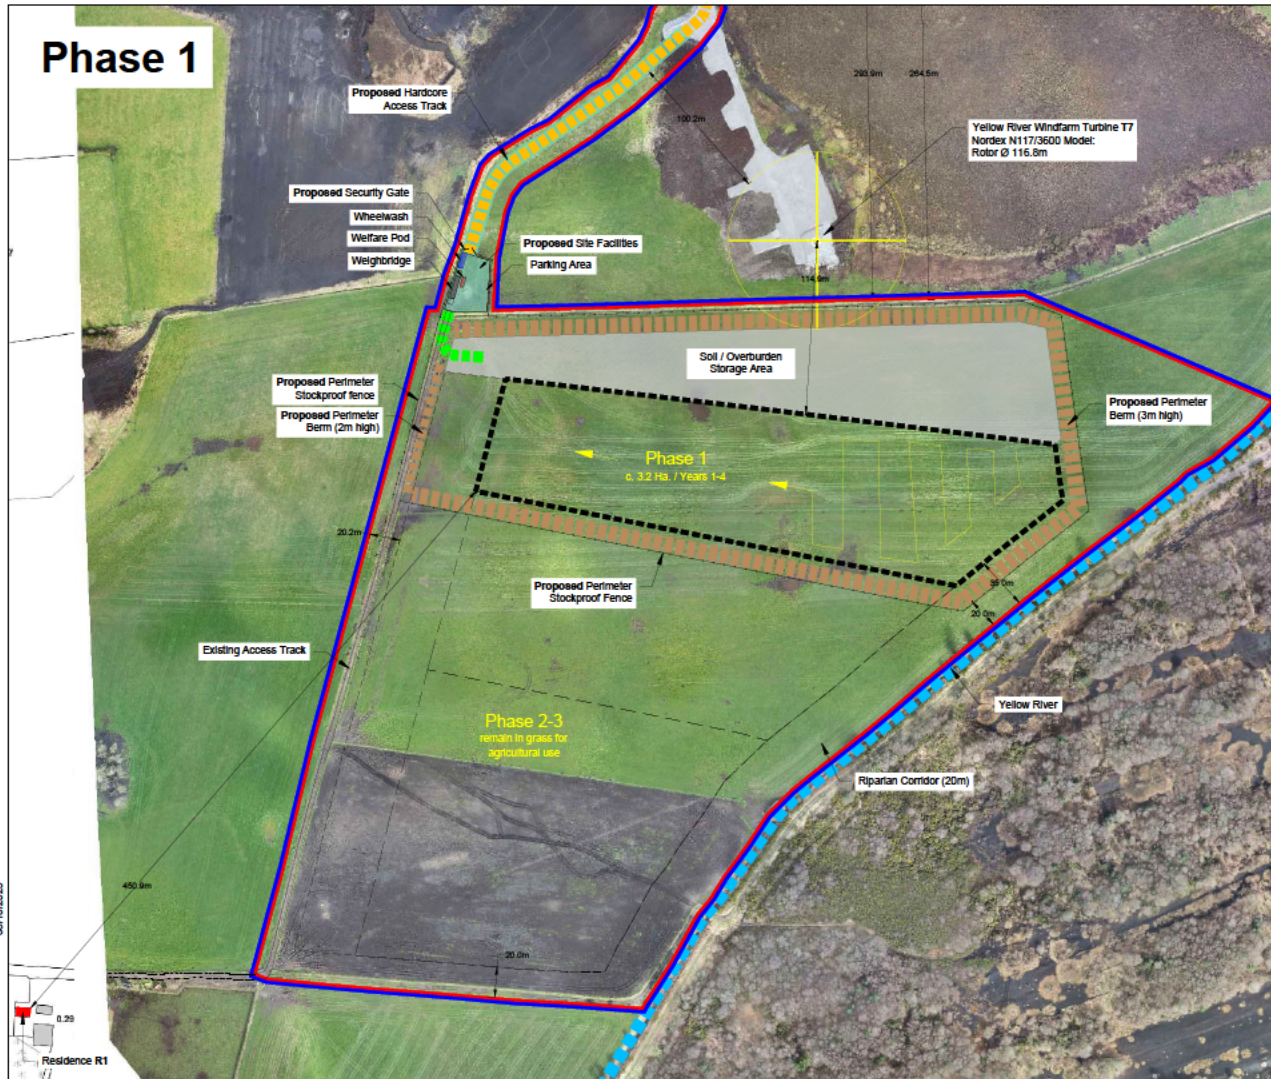 Phase 1
Proposed Hardcore
Access Track
293.9m
264.5m
100.2m
Yellow River Windfarm Turbine T7
Nordex N117/3600 Model:
Rotor Ø 116.8m
Proposed Security Gate
Wheelwash
Welfare Pod
Weighbridge
Proposed Site Facilities
Parking Area
114.9m
Soil / Overburden
Storage Area
Proposed Perimeter
Stockproof fence
Proposed Perimeter
Berm (2m high)
Proposed Perimeter
Berm (3m high)
Phase 1
c. 3.2 Ha. / Years 1-4
20.2m
Proposed Perimeter
Stockproof Fence
35.0m
20.0m
Existing Access Track
Yellow River
Phase 2-3
remain in grass for
agricultural use
Riparian Corridor (20m)
450.9m
20.0m
0.29
Residence R1